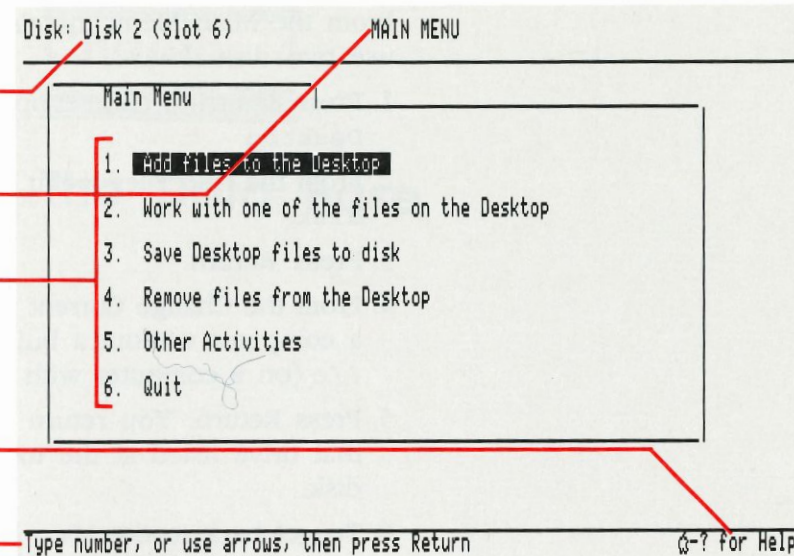 Disk: Disk 2 (Slot 6) MAIN MENU
Main Menu
1. Add files to the Desktop
2. Work with one of the files on the Desktop
3. Save Desktop files to disk
4. Remove files from the Desktop
5. Other Activities
6. Quit
Type number, or use arrows, then press Return -? for Help